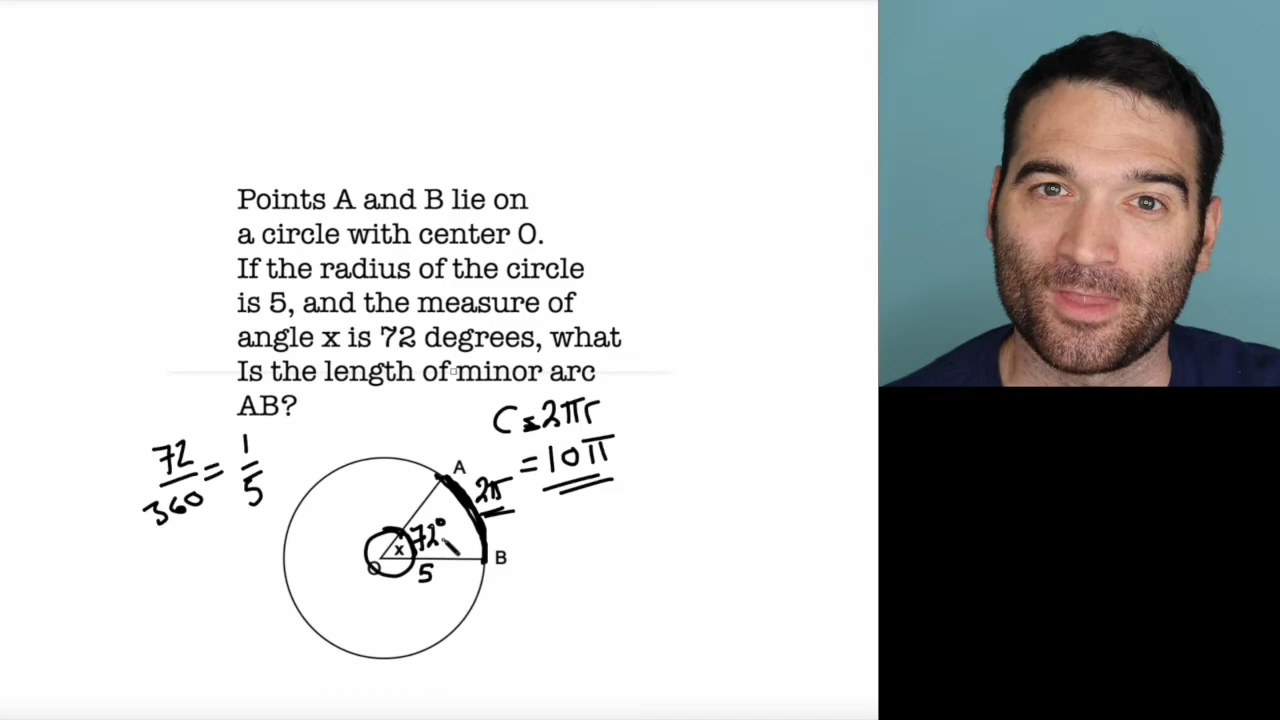 Points A and B lie on
a circle with center O.
If the radius of the circle
is 5, and the measure of
angle x is 72 degrees, what
Is the length of minor arc
AB?
C = 2πr
= 10π
72/360 = 1/5
A
2π
72°
x
B
O
5